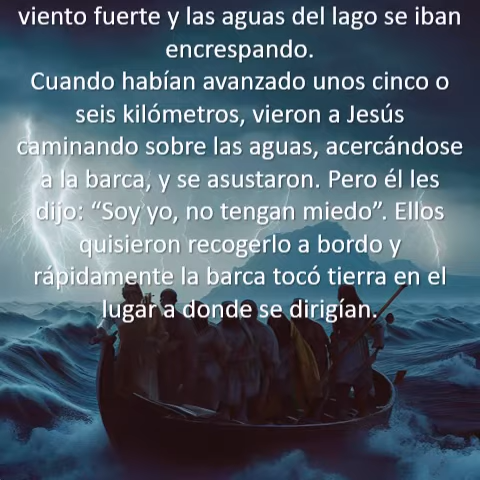 viento fuerte y las aguas del lago se iban
encrespando.
Cuando habían avanzado unos cinco o
seis kilómetros, vieron a Jesús
caminando sobre las aguas, acercándose
a la barca, y se asustaron. Pero él les
dijo: “Soy yo, no tengan miedo”. Ellos
quisieron recogerlo a bordo y
rápidamente la barca tocó tierra en el
lugar a donde se dirigían.